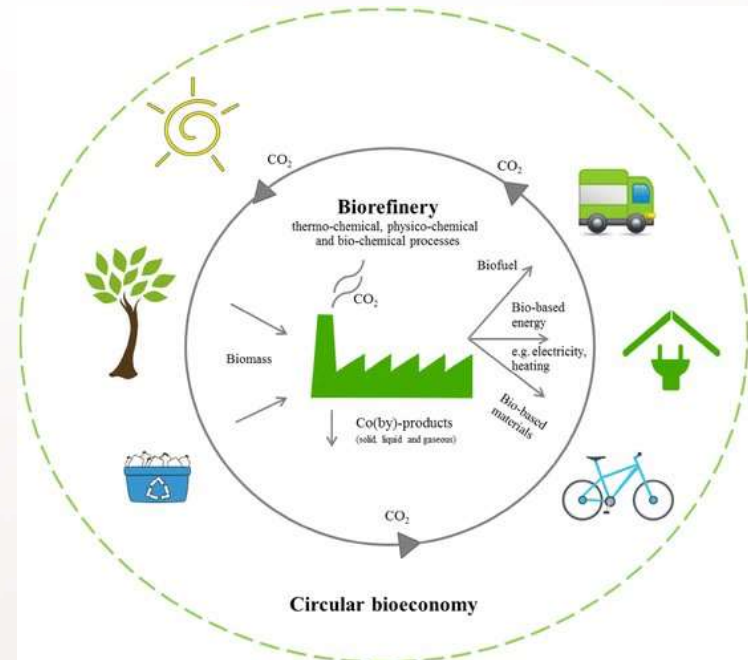 CO₂
CO₂
Biorefinery
thermo-chemical, physico-chemical
and bio-chemical processes
CO₂
Biomass
Biofuel
Bio-based
energy
e.g. electricity,
heating
Bio-based
materials
Co(by)-products
(solid, liquid and gaseous)
CO₂
Circular bioeconomy